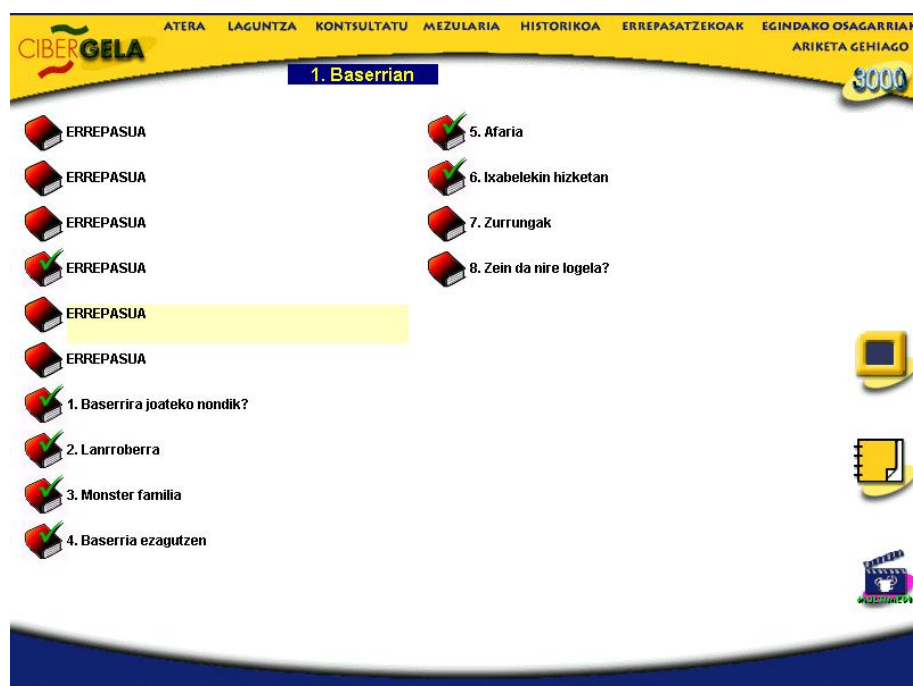 ATERA LAGUNTZA KONTSULTATU MEZULARIA HISTORIKOA ERREPASATZEKOAK EGINDAKO OSAGARRIAK
ARIKETA GEHIAGO
CIBERGELA
1. Baserrian
3000
ERREPASUA
ERREPASUA
ERREPASUA
ERREPASUA
ERREPASUA
ERREPASUA
1. Baserrira joateko nondik?
2. Lanrroberra
3. Monster familia
4. Baserria ezagutzen
5. Afaria
6. Ixabelekin hizketan
7. Zurrungak
8. Zein da nire logela?